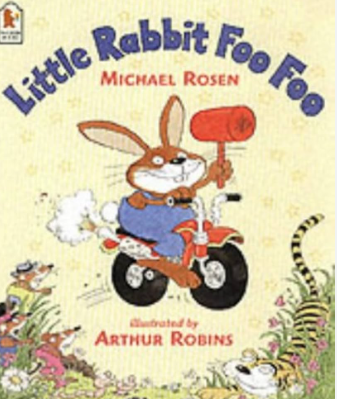 Little Rabbit Foo Foo
MICHAEL ROSEN
illustrated by
ARTHUR ROBINS